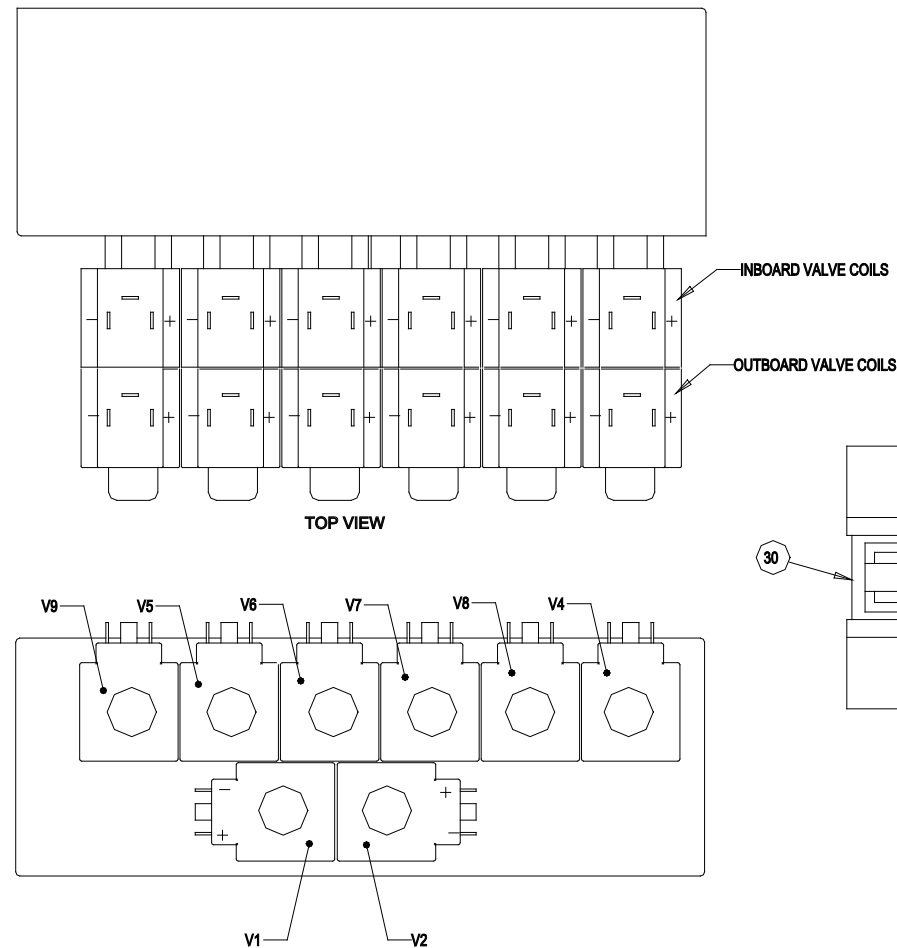 INBOARD VALVE COILS
OUTBOARD VALVE COILS
- + - + - + - + - + - +
- + - + - + - + - + - +
TOP VIEW
30
V9 V5 V6 V7 V8 V4
- +
+ -
V1 V2